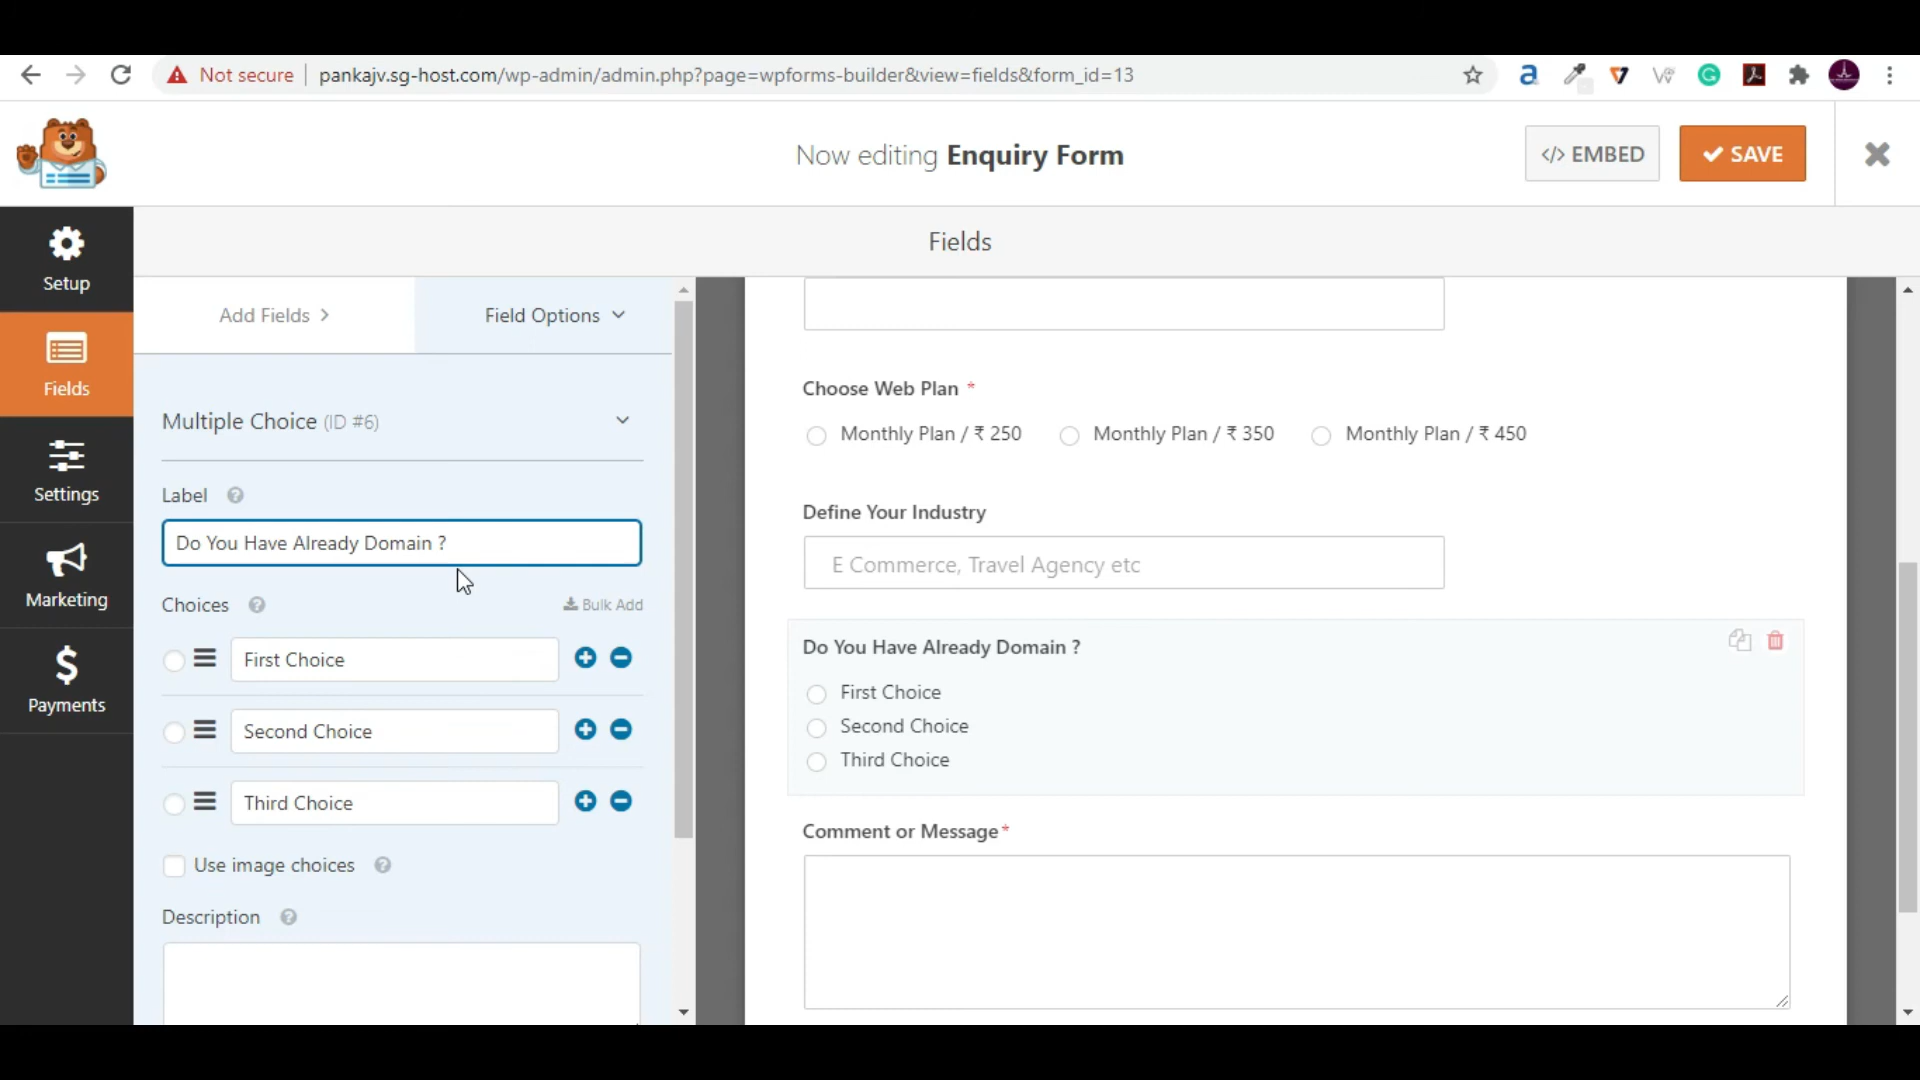 Not secure | pankajv.sg-host.com/wp-admin/admin.php?page=wpforms-builder&view=fields&form_id=13
Now editing Enquiry Form
</> EMBED
SAVE
Setup
Fields
Settings
Marketing
Payments
Fields
Add Fields
Field Options
Multiple Choice (ID #6)
Label
Do You Have Already Domain ?
Choices
Bulk Add
First Choice
Second Choice
Third Choice
Use image choices
Description
Choose Web Plan *
Monthly Plan / ₹ 250
Monthly Plan / ₹ 350
Monthly Plan / ₹ 450
Define Your Industry
E Commerce, Travel Agency etc
Do You Have Already Domain ?
First Choice
Second Choice
Third Choice
Comment or Message*